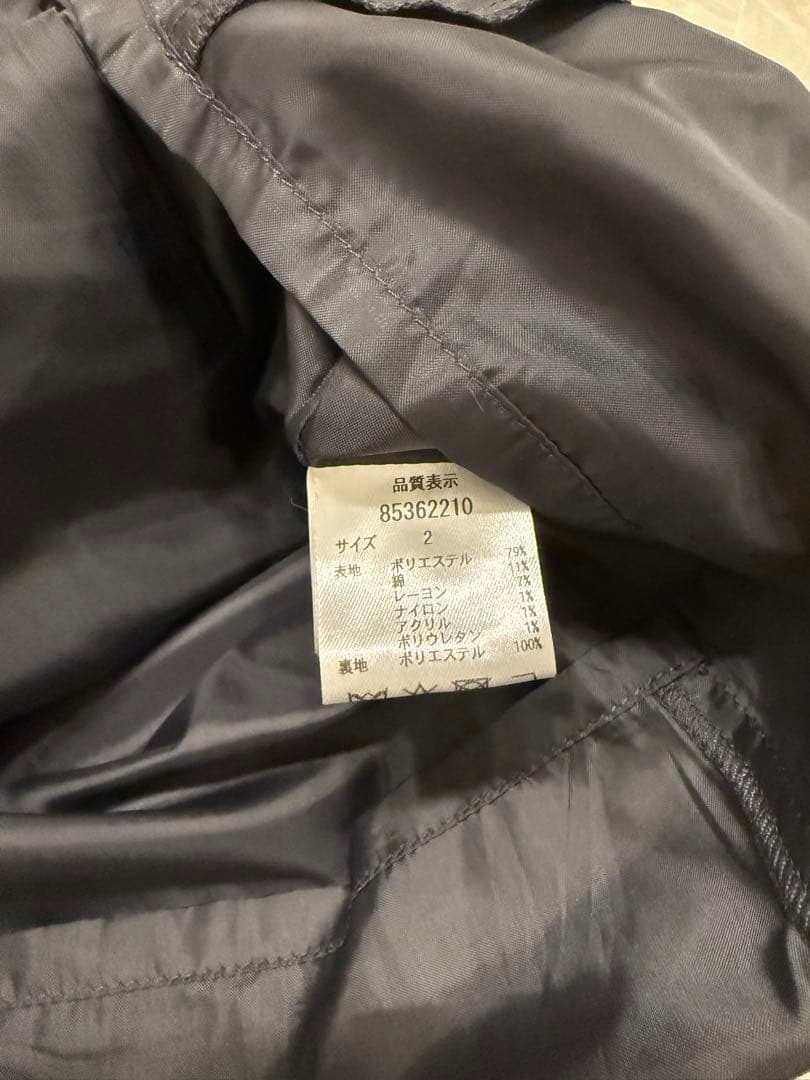 品質表示
85362210
サイズ 2
表地 ポリエステル 79%
綿 11%
レーヨン 7%
ナイロン 1%
アクリル 1%
ポリウレタン 1%
裏地 ポリエステル 100%